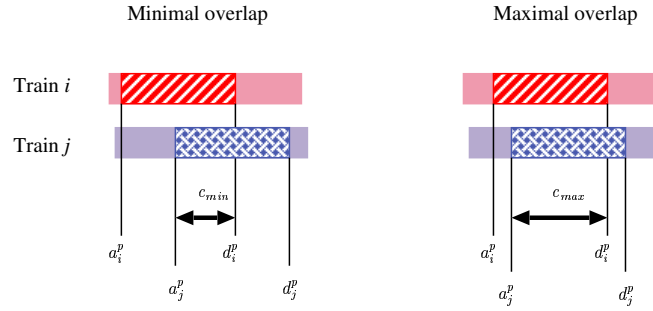 Minimal overlap
Maximal overlap
Train i
Train j
c_min
c_max
a_i^p
d_i^p
a_i^p
d_i^p
a_j^p
d_j^p
a_j^p
d_j^p